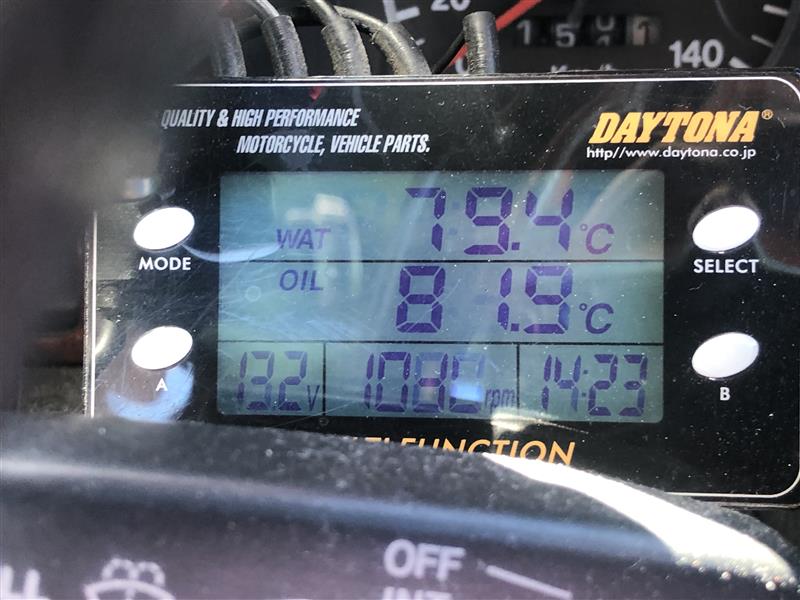 20
140
QUALITY & HIGH PERFORMANCE
MOTORCYCLE, VEHICLE PARTS.
DAYTONA®
http//www.daytona.co.jp
WAT 79.4 °C
MODE
SELECT
OIL 81.9 °C
A
B
13.2 V
rpm
14:23
OFF